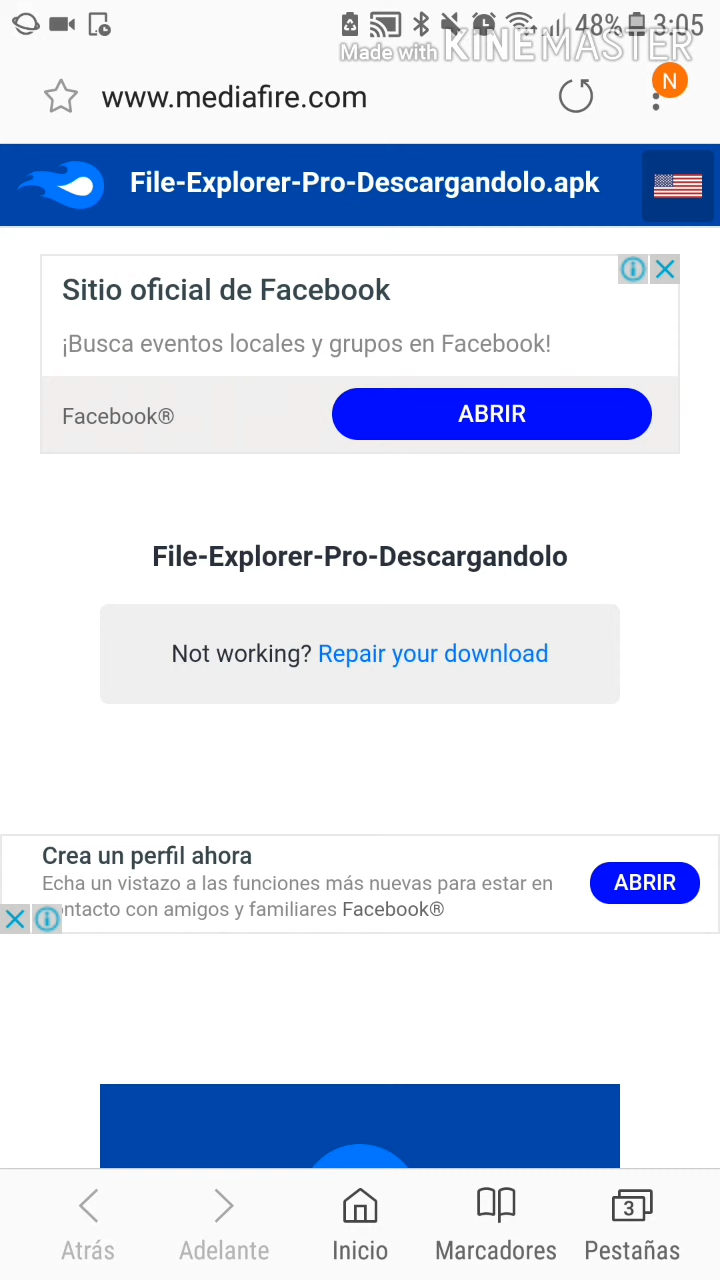 48% 3:05
Made with KINEMASTER
www.mediafire.com
N
File-Explorer-Pro-Descargandolo.apk
Sitio oficial de Facebook
¡Busca eventos locales y grupos en Facebook!
Facebook®
ABRIR
File-Explorer-Pro-Descargandolo
Not working? Repair your download
Crea un perfil ahora
Echa un vistazo a las funciones más nuevas para estar en
contacto con amigos y familiares Facebook®
ABRIR
3
Atrás Adelante Inicio Marcadores Pestañas